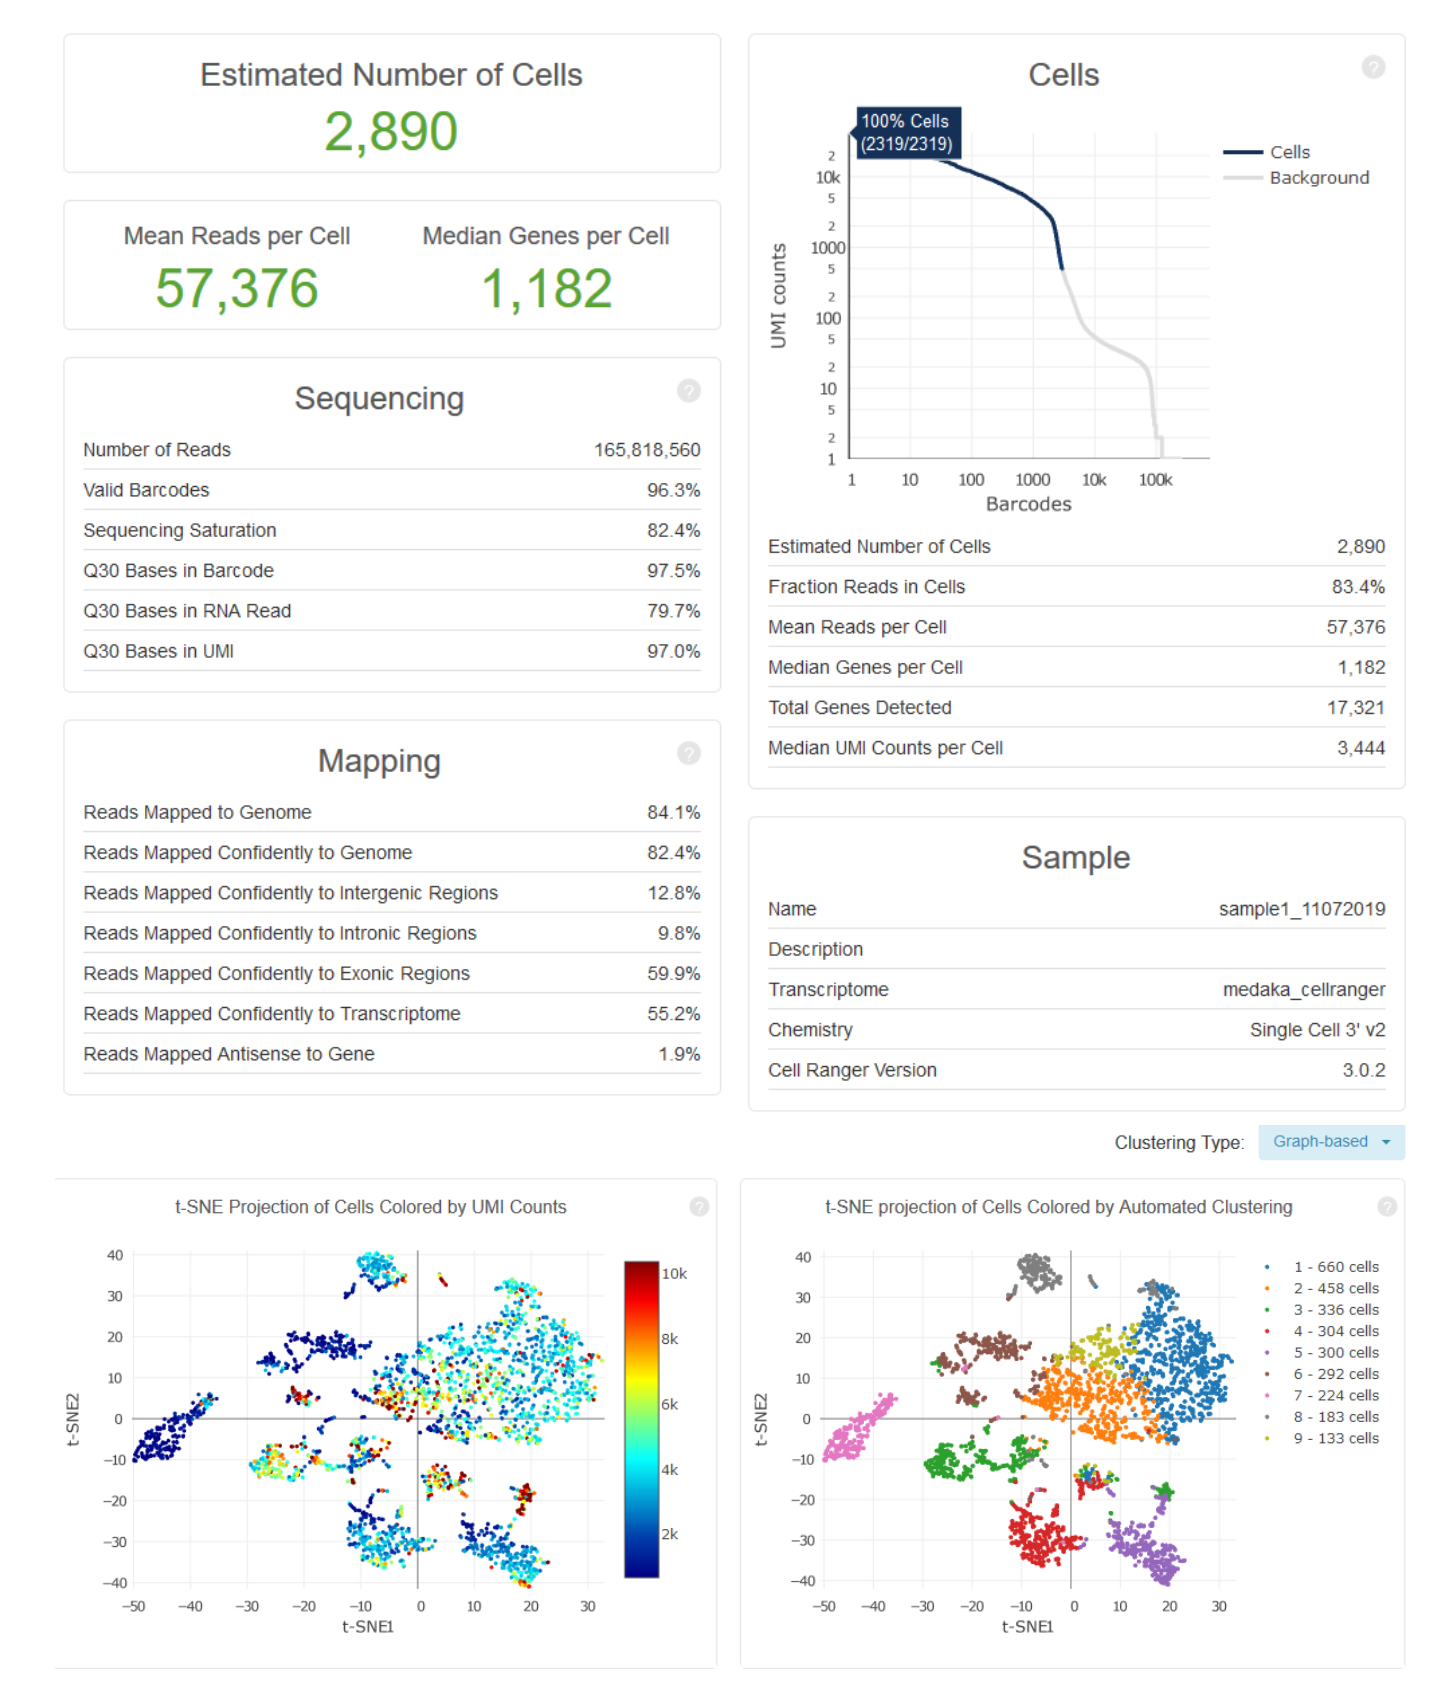 Estimated Number of Cells
2,890
Mean Reads per Cell
57,376
Median Genes per Cell
1,182
Sequencing
?
Number of Reads 165,818,560
Valid Barcodes 96.3%
Sequencing Saturation 82.4%
Q30 Bases in Barcode 97.5%
Q30 Bases in RNA Read 79.7%
Q30 Bases in UMI 97.0%
Mapping
?
Reads Mapped to Genome 84.1%
Reads Mapped Confidently to Genome 82.4%
Reads Mapped Confidently to Intergenic Regions 12.8%
Reads Mapped Confidently to Intronic Regions 9.8%
Reads Mapped Confidently to Exonic Regions 59.9%
Reads Mapped Confidently to Transcriptome 55.2%
Reads Mapped Antisense to Gene 1.9%
Cells
?
100% Cells
(2319/2319)
Cells
Background
2
10k
5
2
1000
5
2
100
5
2
10
5
2
1
UMI counts
1 10 100 1000 10k 100k
Barcodes
Estimated Number of Cells 2,890
Fraction Reads in Cells 83.4%
Mean Reads per Cell 57,376
Median Genes per Cell 1,182
Total Genes Detected 17,321
Median UMI Counts per Cell 3,444
Sample
Name sample1_11072019
Description
Transcriptome medaka_cellranger
Chemistry Single Cell 3' v2
Cell Ranger Version 3.0.2
Clustering Type: Graph-based
t-SNE Projection of Cells Colored by UMI Counts
?
40
30
20
10
0
−10
−20
−30
−40
t-SNE2
−50 −40 −30 −20 −10 0 10 20 30
t-SNE1
10k
8k
6k
4k
2k
t-SNE projection of Cells Colored by Automated Clustering
?
40
30
20
10
0
−10
−20
−30
−40
t-SNE2
−50 −40 −30 −20 −10 0 10 20 30
t-SNE1
1 - 660 cells
2 - 458 cells
3 - 336 cells
4 - 304 cells
5 - 300 cells
6 - 292 cells
7 - 224 cells
8 - 183 cells
9 - 133 cells